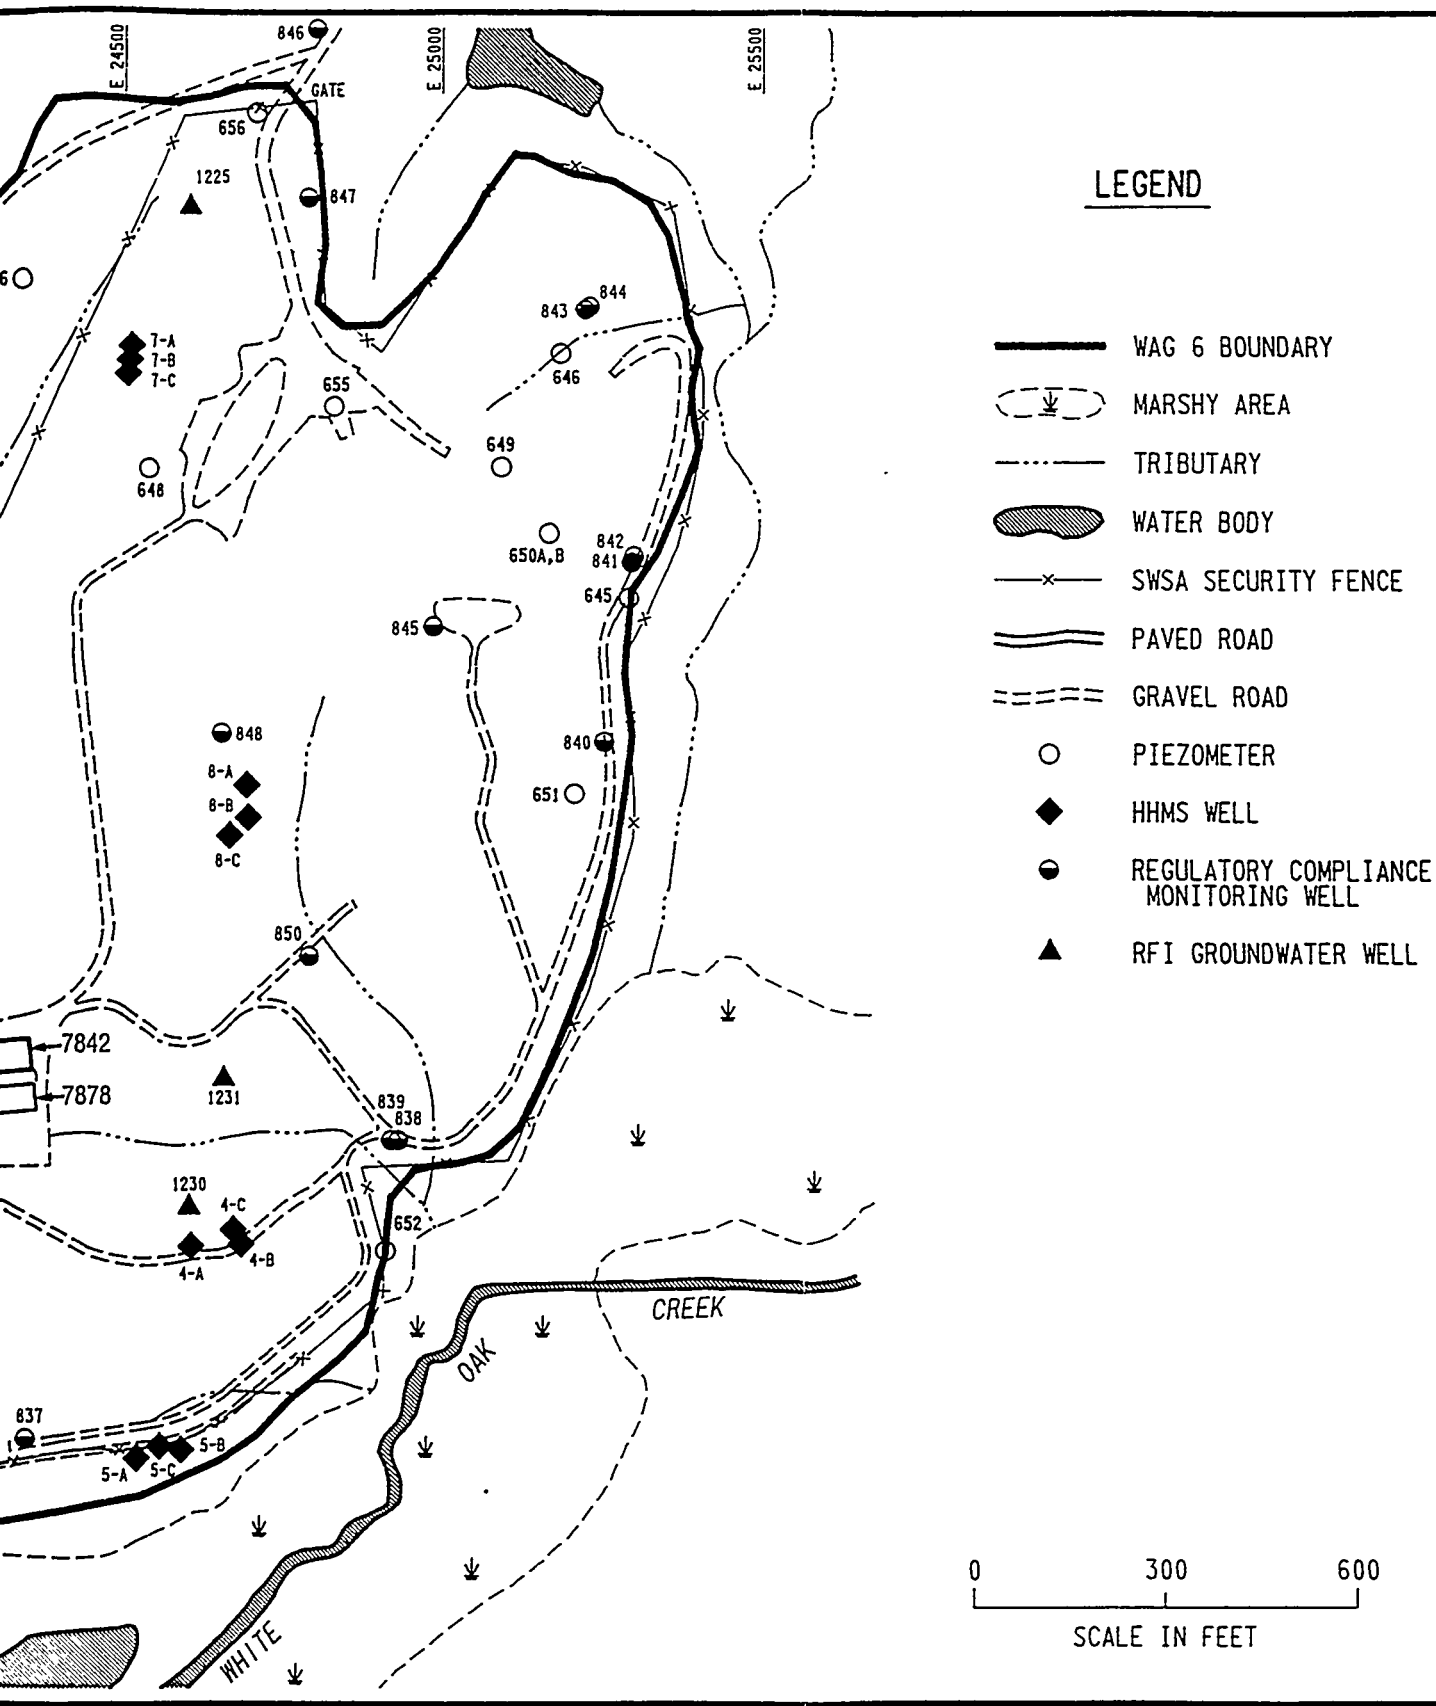 846
E 24500
E 25000
E 25500
GATE
656
1225
847
LEGEND
6
844
843
7-A
7-B
7-C
646
655
WAG 6 BOUNDARY
MARSHY AREA
649
648
TRIBUTARY
WATER BODY
650A,B
842
841
645
SWSA SECURITY FENCE
845
PAVED ROAD
GRAVEL ROAD
848
840
PIEZOMETER
8-A
8-B
8-C
651
HHMS WELL
REGULATORY COMPLIANCE
MONITORING WELL
850
RFI GROUNDWATER WELL
7842
7878
1231
839
838
1230
4-C
4-A
4-B
652
CREEK
OAK
WHITE
837
5-A
5-C
5-B
0 300 600
SCALE IN FEET